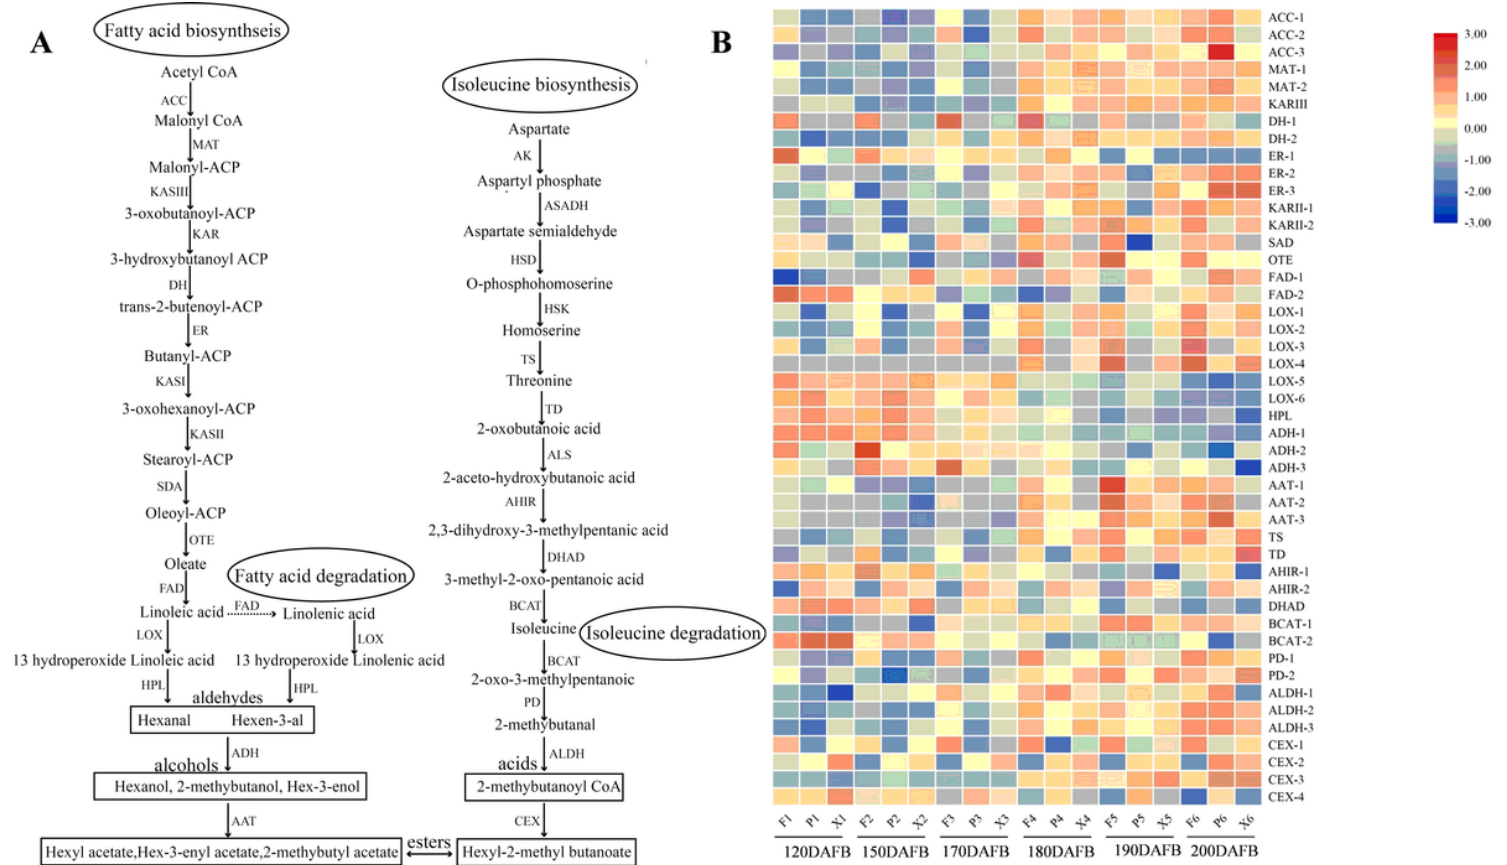 A
Fatty acid biosynthseis
Acetyl CoA
ACC
Malonyl CoA
MAT
Malonyl-ACP
KASIII
3-oxobutanoyl-ACP
KAR
3-hydroxybutanoyl ACP
DH
trans-2-butenoyl-ACP
ER
Butanyl-ACP
KASI
3-oxohexanoyl-ACP
KASII
Stearoyl-ACP
SDA
Oleoyl-ACP
OTE
Oleate
FAD
Fatty acid degradation
Linoleic acid
FAD
Linolenic acid
LOX
LOX
13 hydroperoxide Linoleic acid
13 hydroperoxide Linolenic acid
HPL
HPL
aldehydes
Hexanal
Hexen-3-al
ADH
alcohols
Hexanol, 2-methybutanol, Hex-3-enol
AAT
Hexyl acetate,Hex-3-enyl acetate,2-methybutyl acetate
esters
Isoleucine biosynthesis
Aspartate
AK
Aspartyl phosphate
ASADH
Aspartate semialdehyde
HSD
O-phosphohomoserine
HSK
Homoserine
TS
Threonine
TD
2-oxobutanoic acid
ALS
2-aceto-hydroxybutanoic acid
AHIR
2,3-dihydroxy-3-methylpentanic acid
DHAD
3-methyl-2-oxo-pentanoic acid
BCAT
Isoleucine
Isoleucine degradation
BCAT
2-oxo-3-methylpentanoic
PD
2-methybutanal
ALDH
acids
2-methybutanoyl CoA
CEX
Hexyl-2-methyl butanoate
B
ACC-1
ACC-2
ACC-3
MAT-1
MAT-2
KARIII
DH-1
DH-2
ER-1
ER-2
ER-3
KARII-1
KARII-2
SAD
OTE
FAD-1
FAD-2
LOX-1
LOX-2
LOX-3
LOX-4
LOX-5
LOX-6
HPL
ADH-1
ADH-2
ADH-3
AAT-1
AAT-2
AAT-3
TS
TD
AHIR-1
AHIR-2
DHAD
BCAT-1
BCAT-2
PD-1
PD-2
ALDH-1
ALDH-2
ALDH-3
CEX-1
CEX-2
CEX-3
CEX-4
F1 P1 X1 F2 P2 X2 F3 P3 X3 F4 P4 X4 F5 P5 X5 F6 P6 X6
120DAFB 150DAFB 170DAFB 180DAFB 190DAFB 200DAFB
3.00
2.00
1.00
0.00
-1.00
-2.00
-3.00